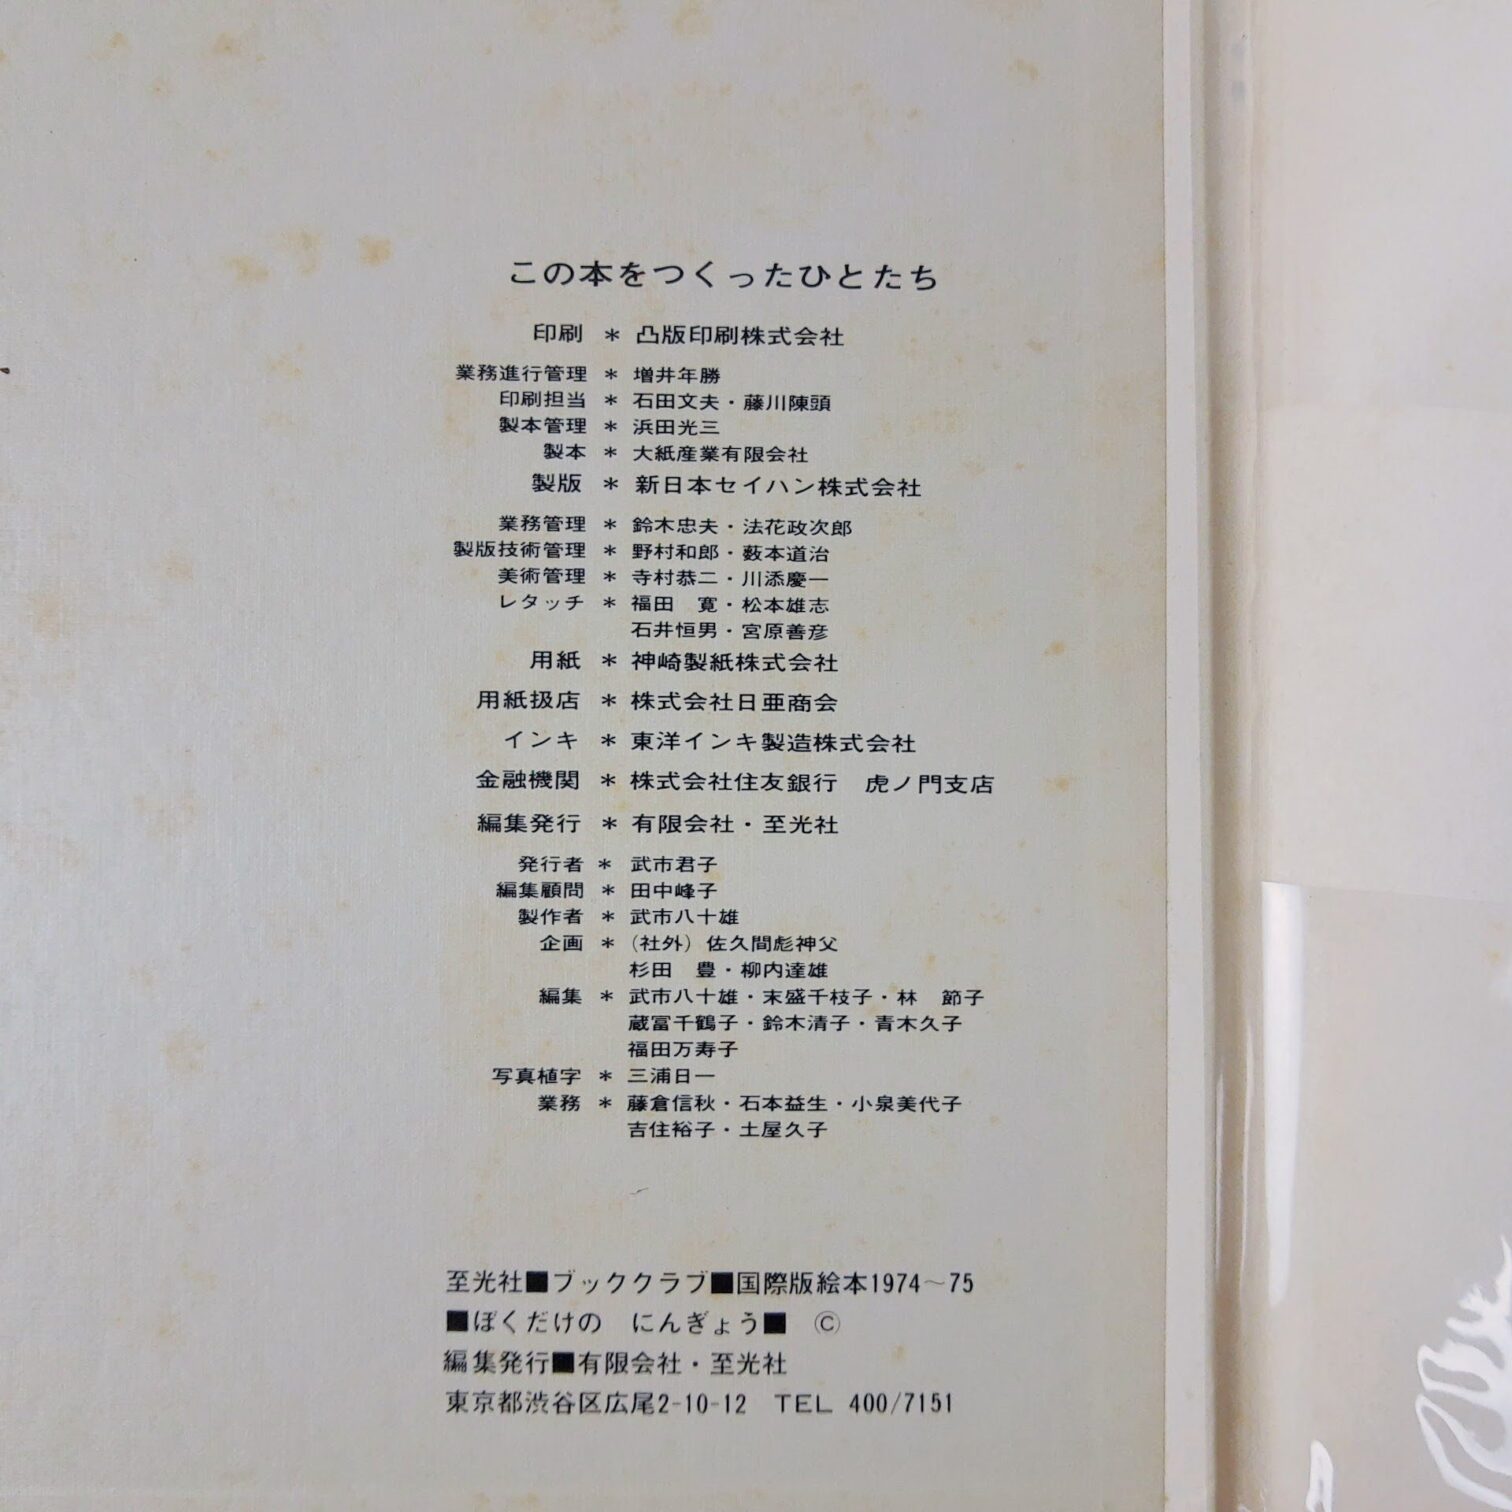 この本をつくったひとたち
印刷 * 凸版印刷株式会社
業務進行管理 * 増井年勝
印刷担当 * 石田文夫・藤川陳頭
製本管理 * 浜田光三
製本 * 大紙産業有限会社
製版 * 新日本セイハン株式会社
業務管理 * 鈴木忠夫・法花政次郎
製版技術管理 * 野村和郎・薮本道治
美術管理 * 寺村恭二・川添慶一
レタッチ * 福田　寛・松本雄志
石井恒男・宮原善彦
用紙 * 神崎製紙株式会社
用紙扱店 * 株式会社日亜商会
インキ * 東洋インキ製造株式会社
金融機関 * 株式会社住友銀行　虎ノ門支店
編集発行 * 有限会社・至光社
発行者 * 武市君子
編集顧問 * 田中峰子
製作者 * 武市八十雄
企画 * (社外) 佐久間彪神父
杉田　豊・柳内達雄
編集 * 武市八十雄・末盛千枝子・林　節子
蔵冨千鶴子・鈴木清子・青木久子
福田万寿子
写真植字 * 三浦日一
業務 * 藤倉信秋・石本益生・小泉美代子
吉住裕子・土屋久子
至光社■ブッククラブ■国際版絵本1974〜75
■ぼくだけの　にんぎょう■　Ⓒ
編集発行■有限会社・至光社
東京都渋谷区広尾2-10-12　TEL 400/7151